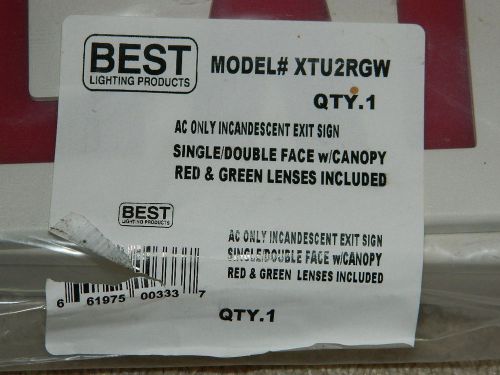 BEST
LIGHTING PRODUCTS
MODEL# XTU2RGW
QTY.1
AC ONLY INCANDESCENT EXIT SIGN
SINGLE/DOUBLE FACE w/CANOPY
RED & GREEN LENSES INCLUDED
BEST
LIGHTING PRODUCTS
AC ONLY INCANDESCENT EXIT SIGN
SINGLE/DOUBLE FACE w/CANOPY
RED & GREEN LENSES INCLUDED
6 61975 00333 7
QTY.1